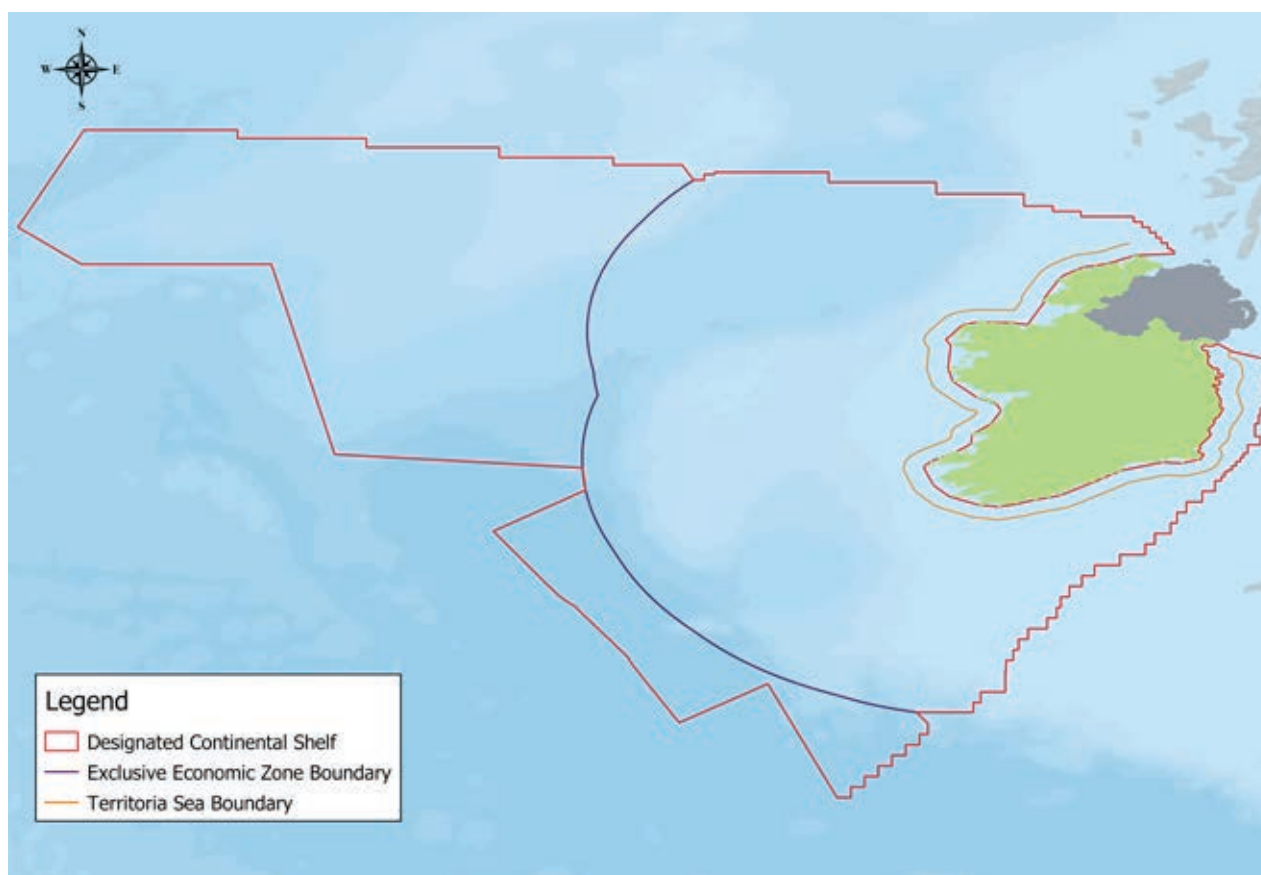 N
W E
S
Legend
Designated Continental Shelf
Exclusive Economic Zone Boundary
Territoria Sea Boundary